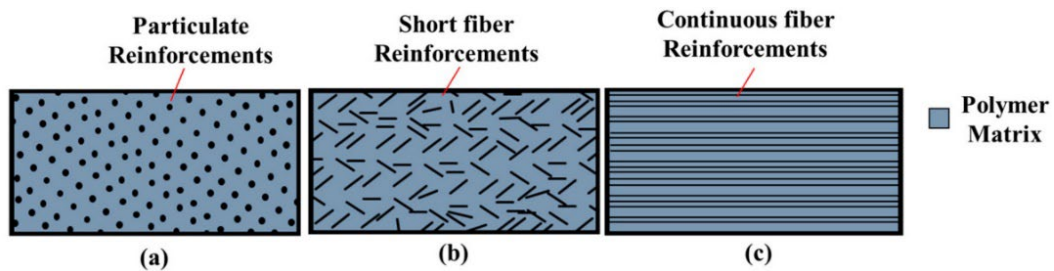 Particulate
Reinforcements
Short fiber
Reinforcements
Continuous fiber
Reinforcements
Polymer
Matrix
(a)
(b)
(c)